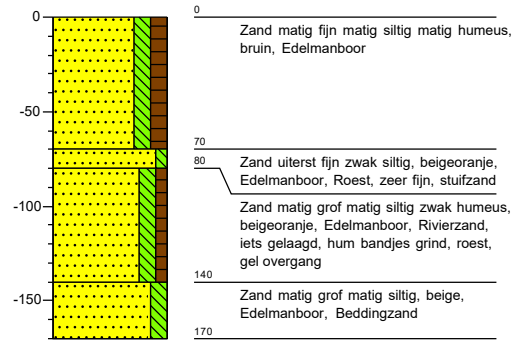 0
-50
-100
-150
0
Zand matig fijn matig siltig matig humeus,
bruin, Edelmanboor
70
80
Zand uiterst fijn zwak siltig, beigeoranje,
Edelmanboor, Roest, zeer fijn, stuifzand
Zand matig grof matig siltig zwak humeus,
beigeoranje, Edelmanboor, Rivierzand,
iets gelaagd, hum bandjes grind, roest,
gel overgang
140
Zand matig grof matig siltig, beige,
Edelmanboor, Beddingzand
170